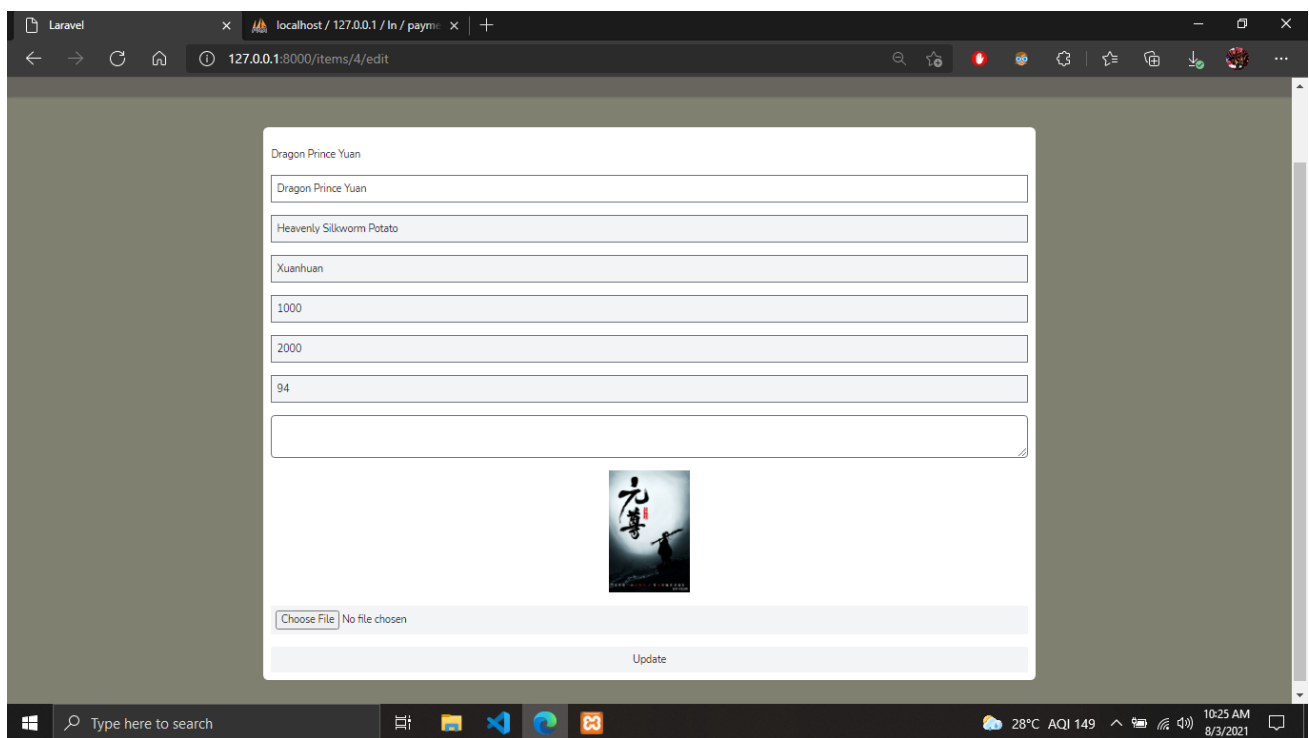 Laravel
localhost / 127.0.0.1 / ln / payme
127.0.0.1:8000/items/4/edit
Dragon Prince Yuan
Dragon Prince Yuan
Heavenly Silkworm Potato
Xuanhuan
1000
2000
94
元尊
Choose File No file chosen
Update
Type here to search
28°C AQI 149
10:25 AM
8/3/2021